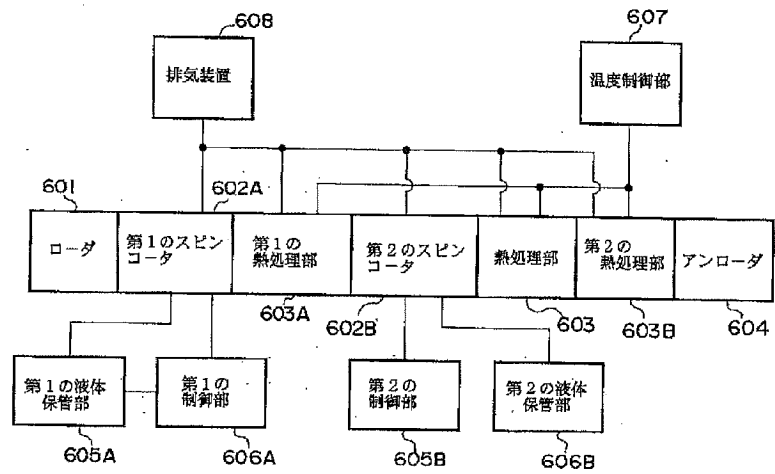 608
排気装置
607
温度制御部
601
ローダ
602A
第1のスピン
コータ
第1の
熱処理部
603A
第2のスピン
コータ
602B
熱処理部
603
第2の
熱処理部
603B
アンローダ
604
第1の液体
保管部
605A
第1の
制御部
606A
第2の
制御部
605B
第2の液体
保管部
606B